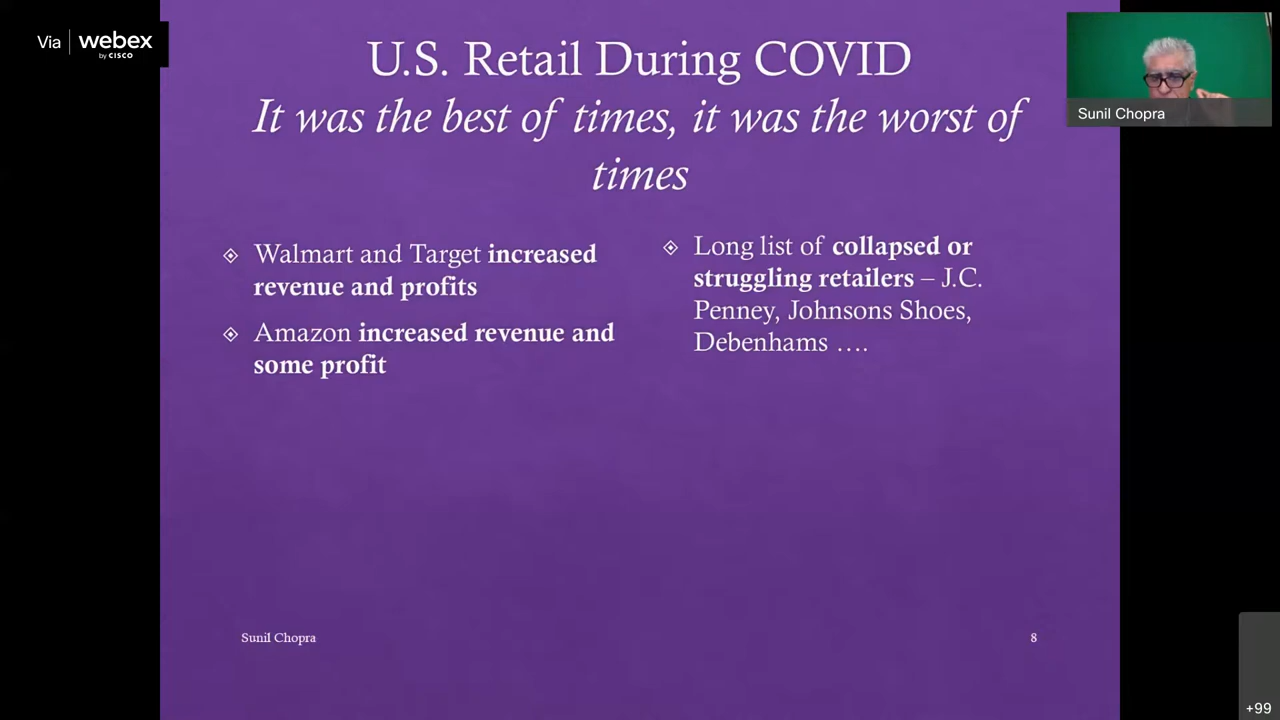 Via webex
by CISCO
U.S. Retail During COVID
It was the best of times, it was the worst of
times
Sunil Chopra
Walmart and Target increased
revenue and profits
Amazon increased revenue and
some profit
Long list of collapsed or
struggling retailers – J.C.
Penney, Johnsons Shoes,
Debenhams ….
Sunil Chopra
8
+99